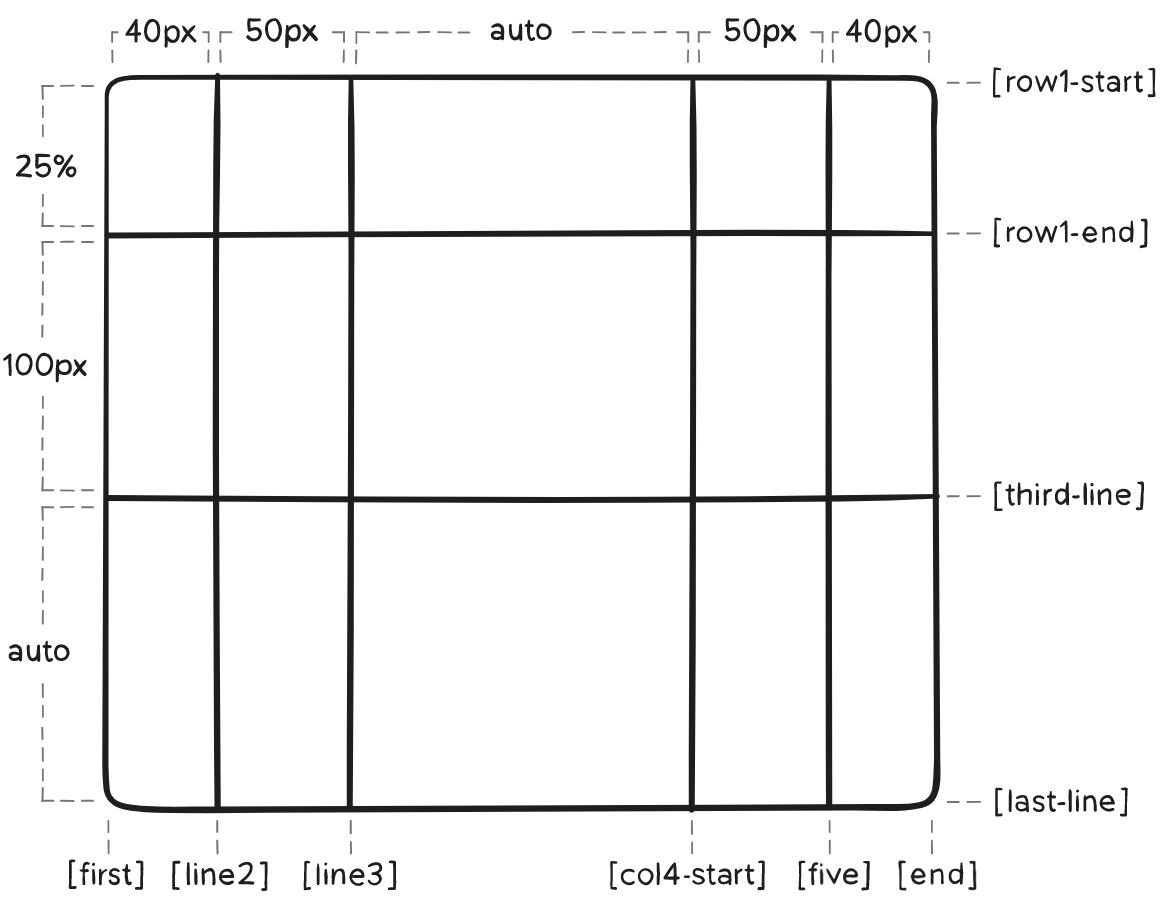 40px 50px auto 50px 40px
[row1-start]
25%
[row1-end]
100px
[third-line]
auto
[last-line]
[first] [line2] [line3] [col4-start] [five] [end]